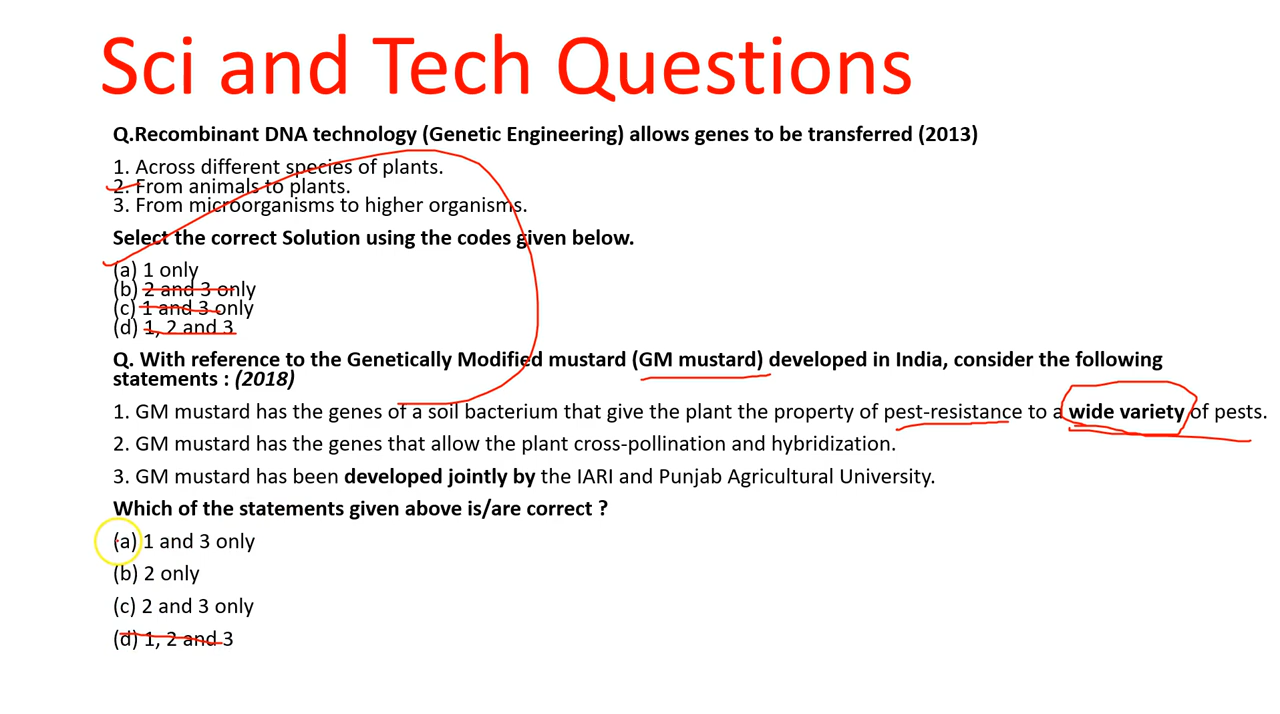 Sci and Tech Questions
Q.Recombinant DNA technology (Genetic Engineering) allows genes to be transferred (2013)
1. Across different species of plants.
2. From animals to plants.
3. From microorganisms to higher organisms.
Select the correct Solution using the codes given below.
(a) 1 only
(b) 2 and 3 only
(c) 1 and 3 only
(d) 1, 2 and 3
Q. With reference to the Genetically Modified mustard (GM mustard) developed in India, consider the following
statements : (2018)
1. GM mustard has the genes of a soil bacterium that give the plant the property of pest-resistance to a wide variety of pests.
2. GM mustard has the genes that allow the plant cross-pollination and hybridization.
3. GM mustard has been developed jointly by the IARI and Punjab Agricultural University.
Which of the statements given above is/are correct ?
(a) 1 and 3 only
(b) 2 only
(c) 2 and 3 only
(d) 1, 2 and 3